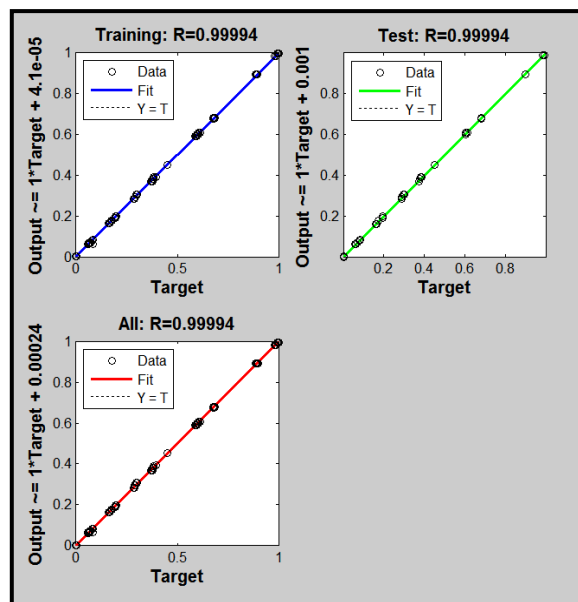 Training: R=0.99994
Output ~= 1*Target + 4.1e-05
1
0.8
0.6
0.4
0.2
0
Data
Fit
Y = T
0
0.5
1
Target
Test: R=0.99994
Output ~= 1*Target + 0.001
1
0.8
0.6
0.4
0.2
0
Data
Fit
Y = T
0.2
0.4
0.6
0.8
Target
All: R=0.99994
Output ~= 1*Target + 0.00024
1
0.8
0.6
0.4
0.2
0
Data
Fit
Y = T
0
0.5
1
Target